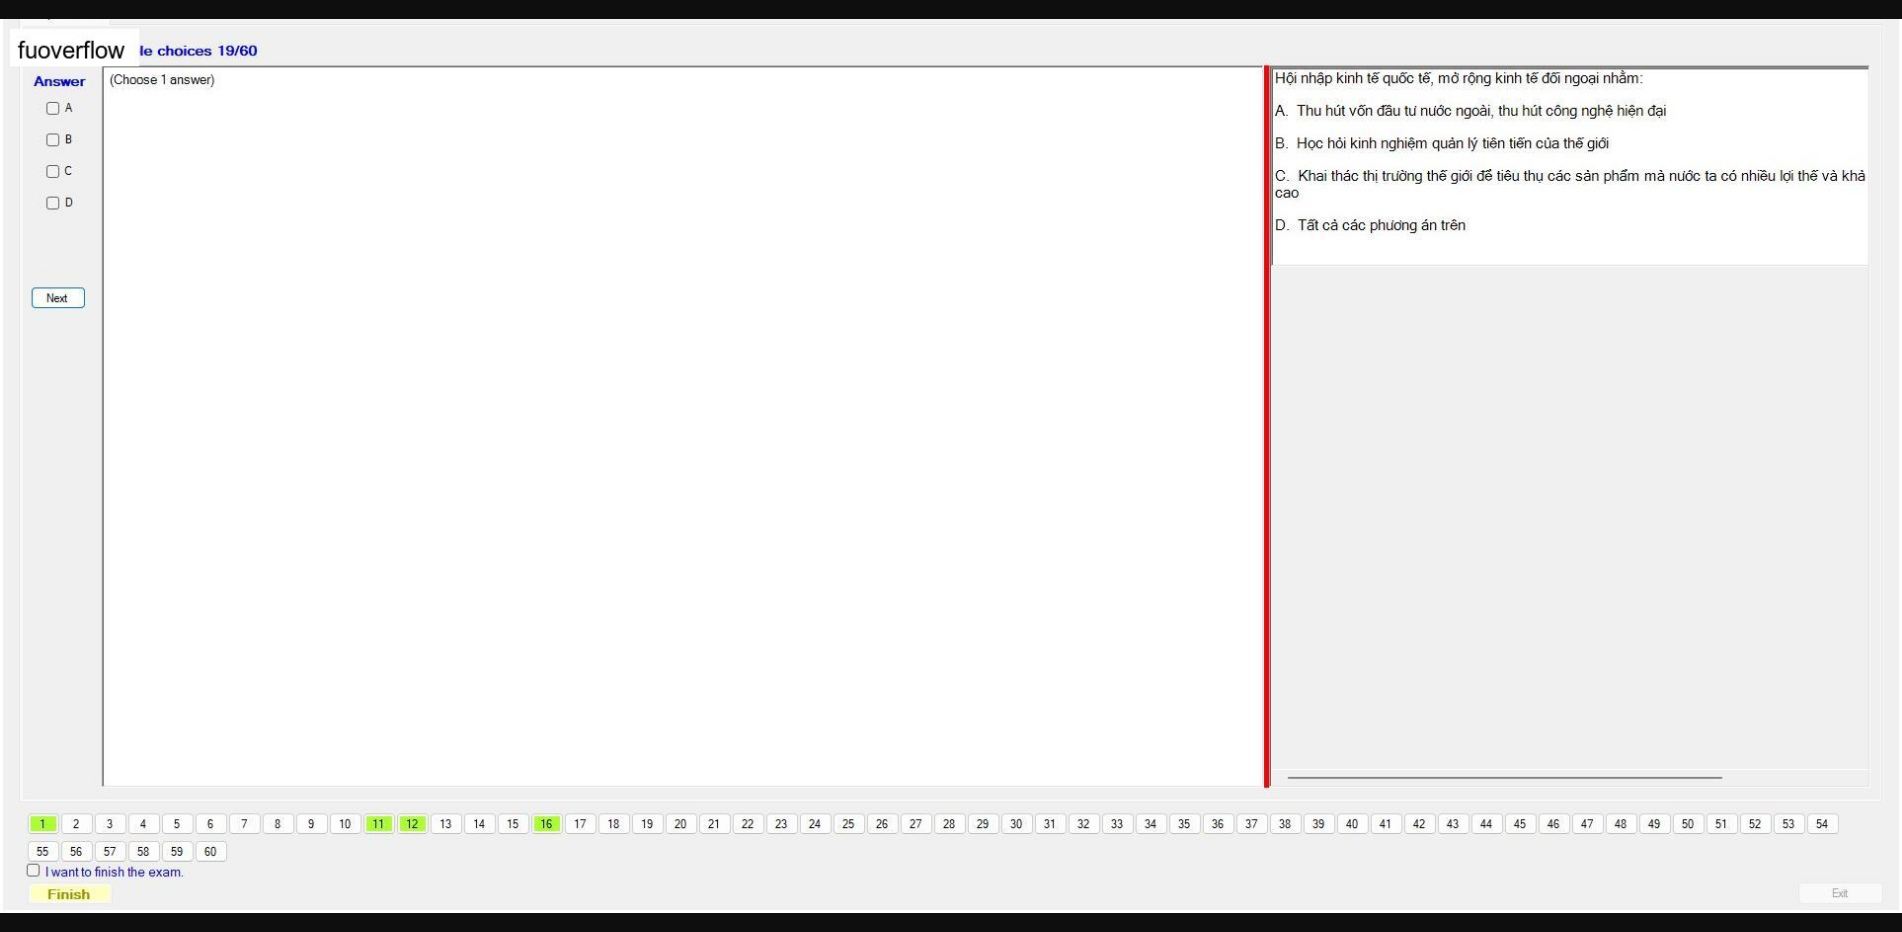 fuoverflow
le choices 19/60
Answer
(Choose 1 answer)
A
B
C
D
Next
Hội nhập kinh tế quốc tế, mở rộng kinh tế đối ngoại nhằm:
A. Thu hút vốn đầu tư nước ngoài, thu hút công nghệ hiện đại
B. Học hỏi kinh nghiệm quản lý tiên tiến của thế giới
C. Khai thác thị trường thế giới để tiêu thụ các sản phẩm mà nước ta có nhiều lợi thế và khả
cao
D. Tất cả các phương án trên
1 2 3 4 5 6 7 8 9 10 11 12 13 14 15 16 17 18 19 20 21 22 23 24 25 26 27 28 29 30 31 32 33 34 35 36 37 38 39 40 41 42 43 44 45 46 47 48 49 50 51 52 53 54
55 56 57 58 59 60
I want to finish the exam.
Finish
Exit